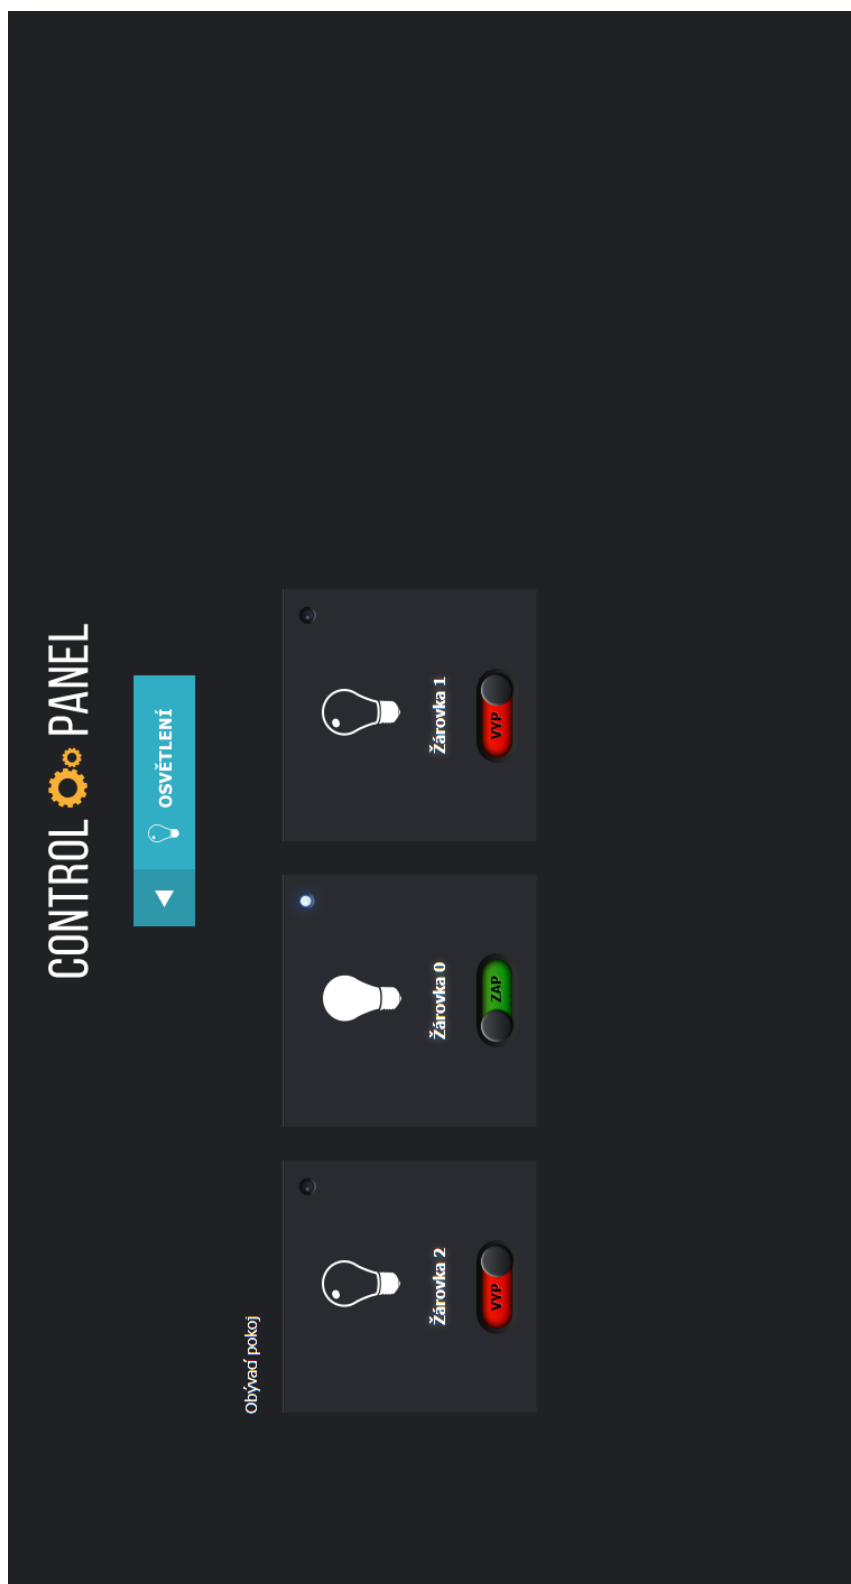 CONTROL PANEL
OSVĚTLENÍ
Obývací pokoj
Žárovka 2
Žárovka 0
Žárovka 1
VYP
ZAP
VYP